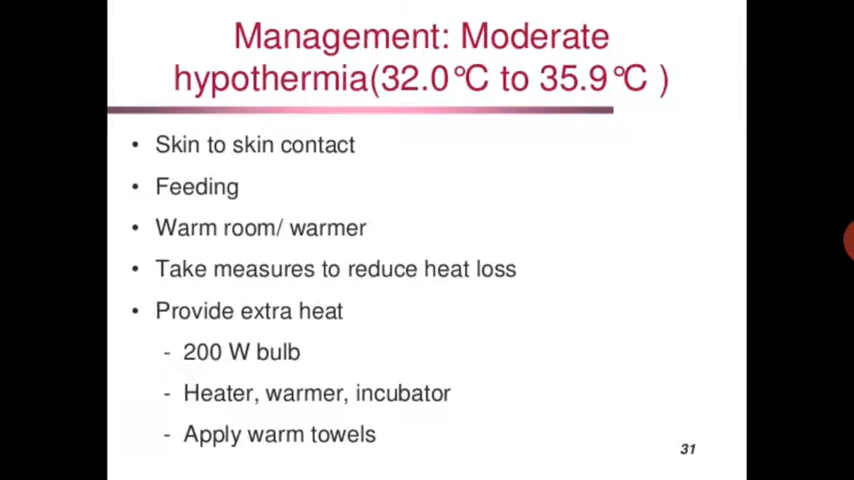 Management: Moderate
hypothermia(32.0°C to 35.9°C )
• Skin to skin contact
• Feeding
• Warm room/ warmer
• Take measures to reduce heat loss
• Provide extra heat
- 200 W bulb
- Heater, warmer, incubator
- Apply warm towels
31